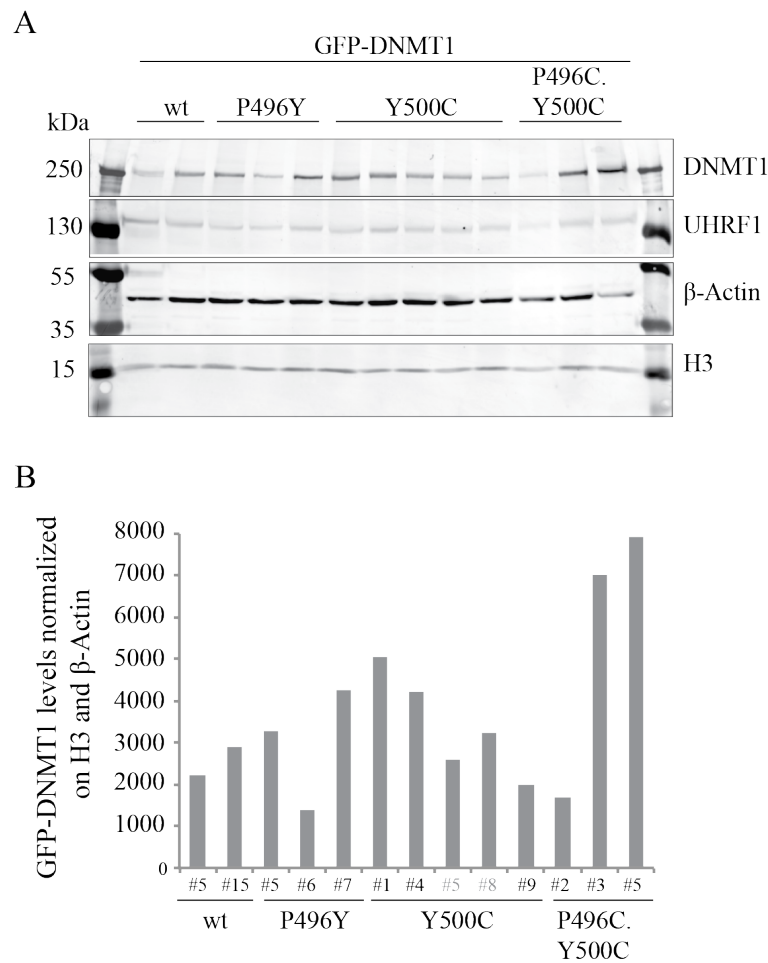 A
GFP-DNMT1
wt P496Y Y500C P496C.
Y500C
kDa
250 DNMT1
130 UHRF1
55
β-Actin
35
15 H3
B
GFP-DNMT1 levels normalized
on H3 and β-Actin
8000
7000
6000
5000
4000
3000
2000
1000
0
#5 #15 #5 #6 #7 #1 #4 #5 #8 #9 #2 #3 #5
wt P496Y Y500C P496C.
Y500C